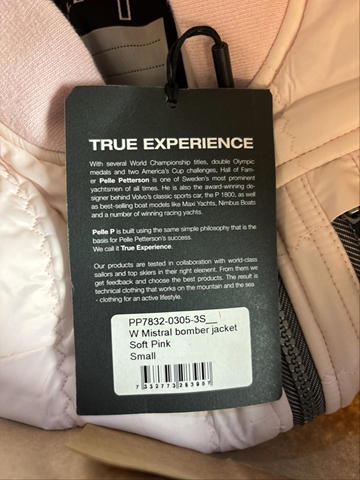 TRUE EXPERIENCE
With several World Championship titles, double Olympic
medals and two America's Cup challenges, Hall of Fam-
er Pelle Petterson is one of Sweden's most prominent
yachtsmen of all times. He is also the award-winning de-
signer behind Volvo's classic sports car, the P 1800, as well
as best-selling boat models like Maxi Yachts, Nimbus Boats
and a number of winning racing yachts.
Pelle P is built using the same simple philosophy that is the
basis for Pelle Petterson's success.
We call it True Experience.
Our products are tested in collaboration with world-class
sailors and top skiers in their right element. From them we
get feedback and choose the best products. The result is
technical clothing that works on the mountain and the sea
- clothing for an active lifestyle.
PP7832-0305-3S__
W Mistral bomber jacket
Soft Pink
Small
7 332773 283957